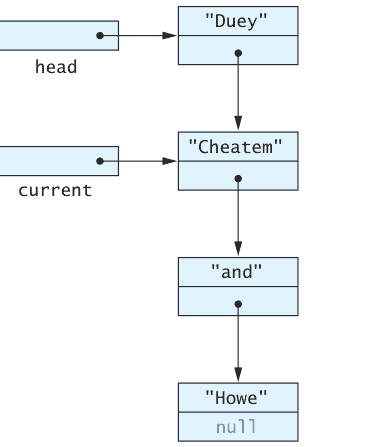 "Duey"
head
"Cheatem"
current
"and"
"Howe"
null